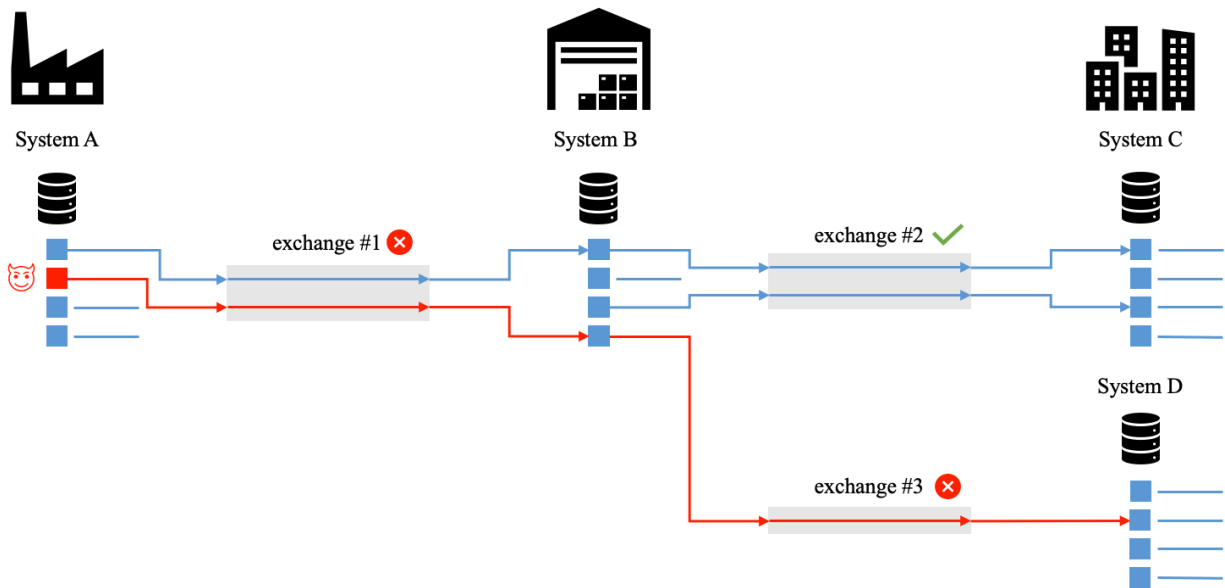 System A
System B
System C
exchange #1
exchange #2
System D
exchange #3